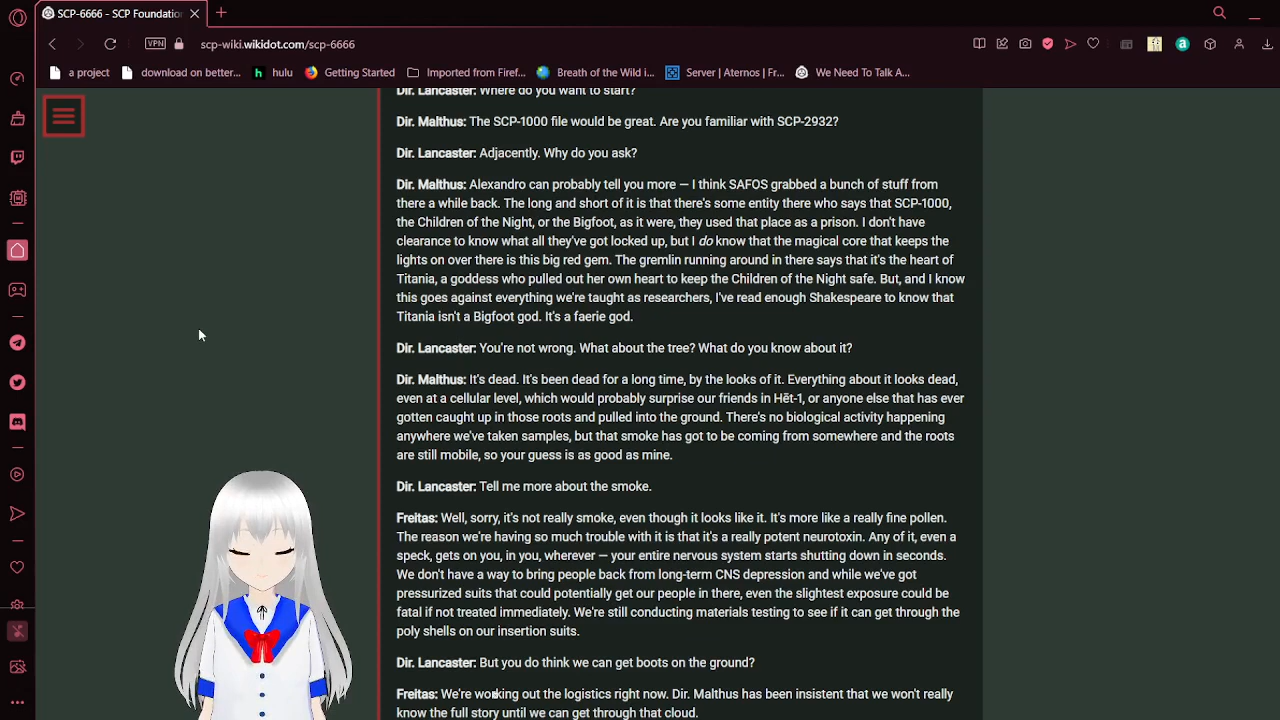 SCP-6666 - SCP Foundation
VPN
scp-wiki.wikidot.com/scp-6666
a project
download on better...
hulu
Getting Started
Imported from Firef...
Breath of the Wild i...
Server | Aternos | Fr...
We Need To Talk A...
Dir. Lancaster: Where do you want to start?
Dir. Malthus: The SCP-1000 file would be great. Are you familiar with SCP-2932?
Dir. Lancaster: Adjacently. Why do you ask?
Dir. Malthus: Alexandro can probably tell you more — I think SAFOS grabbed a bunch of stuff from
there a while back. The long and short of it is that there's some entity there who says that SCP-1000,
the Children of the Night, or the Bigfoot, as it were, they used that place as a prison. I don't have
clearance to know what all they've got locked up, but I do know that the magical core that keeps the
lights on over there is this big red gem. The gremlin running around in there says that it's the heart of
Titania, a goddess who pulled out her own heart to keep the Children of the Night safe. But, and I know
this goes against everything we're taught as researchers, I've read enough Shakespeare to know that
Titania isn't a Bigfoot god. It's a faerie god.
Dir. Lancaster: You're not wrong. What about the tree? What do you know about it?
Dir. Malthus: It's dead. It's been dead for a long time, by the looks of it. Everything about it looks dead,
even at a cellular level, which would probably surprise our friends in Hēt-1, or anyone else that has ever
gotten caught up in those roots and pulled into the ground. There's no biological activity happening
anywhere we've taken samples, but that smoke has got to be coming from somewhere and the roots
are still mobile, so your guess is as good as mine.
Dir. Lancaster: Tell me more about the smoke.
Freitas: Well, sorry, it's not really smoke, even though it looks like it. It's more like a really fine pollen.
The reason we're having so much trouble with it is that it's a really potent neurotoxin. Any of it, even a
speck, gets on you, in you, wherever — your entire nervous system starts shutting down in seconds.
We don't have a way to bring people back from long-term CNS depression and while we've got
pressurized suits that could potentially get our people in there, even the slightest exposure could be
fatal if not treated immediately. We're still conducting materials testing to see if it can get through the
poly shells on our insertion suits.
Dir. Lancaster: But you do think we can get boots on the ground?
Freitas: We're working out the logistics right now. Dir. Malthus has been insistent that we won't really
know the full story until we can get through that cloud.